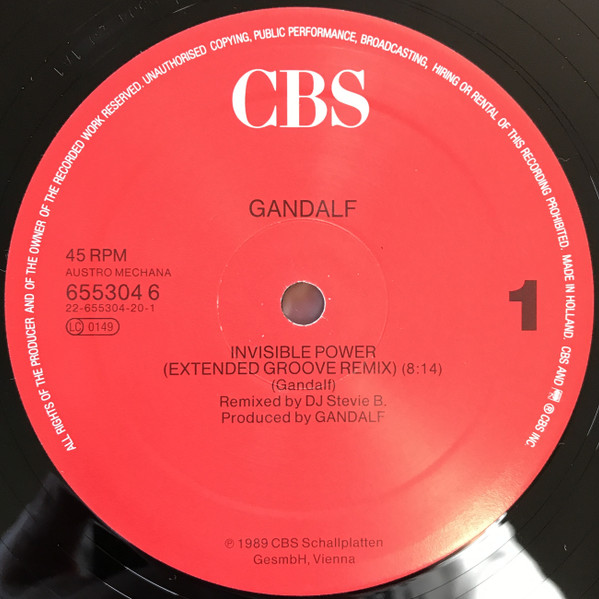 ALL RIGHTS OF THE PRODUCER AND OF THE OWNER OF THE RECORDED WORK RESERVED. UNAUTHORISED COPYING, PUBLIC PERFORMANCE, BROADCASTING, HIRING OR RENTAL OF THIS RECORDING PROHIBITED. MADE IN HOLLAND. CBS AND ℗ CBS INC.
CBS
GANDALF
45 RPM
AUSTRO MECHANA
655304 6
22-655304-20-1
LC 0149
1
INVISIBLE POWER
(EXTENDED GROOVE REMIX) (8:14)
(Gandalf)
Remixed by DJ Stevie B.
Produced by GANDALF
℗ 1989 CBS Schallplatten
GesmbH, Vienna